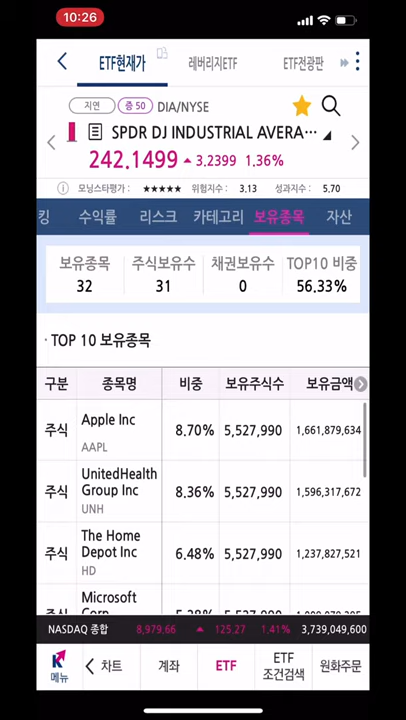 10:26
ETF현재가
레버리지ETF
ETF전광판
지연
증 50
DIA/NYSE
SPDR DJ INDUSTRIAL AVERA···
242.1499 ▲ 3.2399 1.36%
모닝스타평가 : ★★★★★ 위험지수 : 3.13 성과지수 : 5.70
킹 수익률 리스크 카테고리 보유종목 자산
보유종목 주식보유수 채권보유수 TOP10 비중
32 31 0 56.33%
· TOP 10 보유종목
구분 종목명 비중 보유주식수 보유금액
주식 Apple Inc 8.70% 5,527,990 1,661,879,634
AAPL
주식 UnitedHealth Group Inc 8.36% 5,527,990 1,596,317,672
UNH
주식 The Home Depot Inc 6.48% 5,527,990 1,237,827,521
HD
Microsoft
NASDAQ 종합 8,979.66 ▲ 125.27 1.41% 3,739,049,600
메뉴 차트 계좌 ETF ETF 조건검색 원화주문